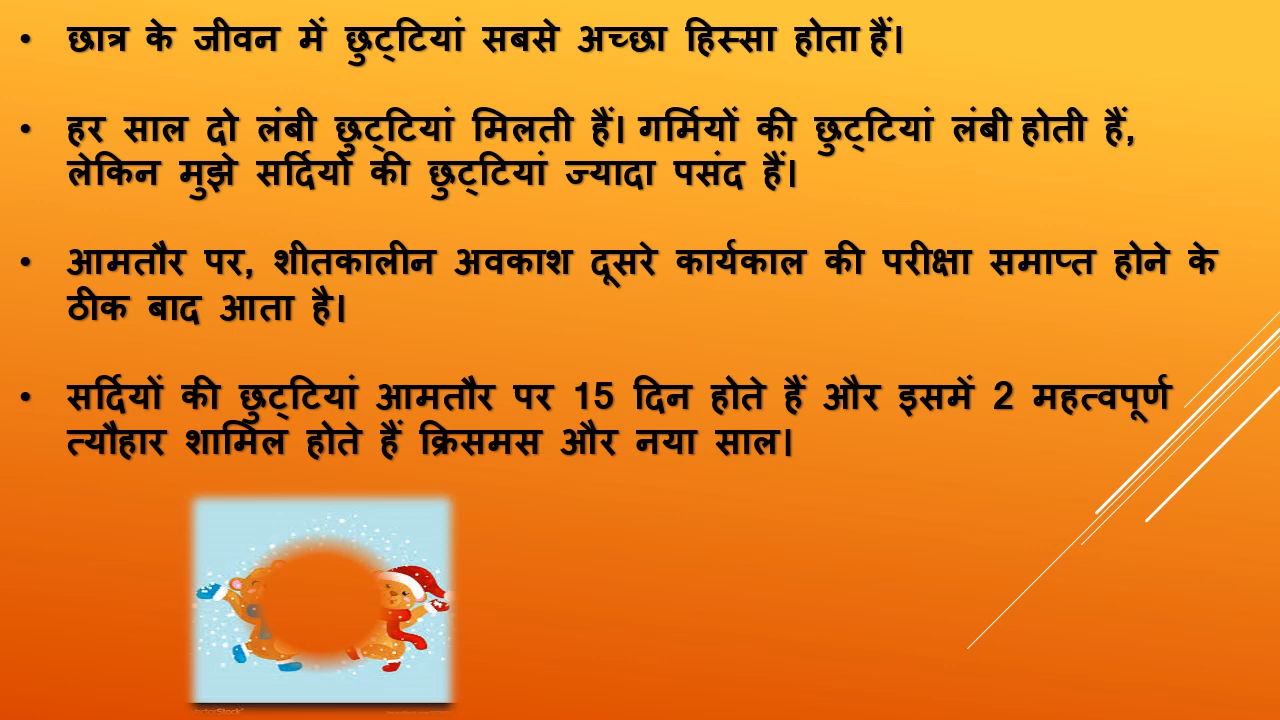 • छात्र के जीवन में छुट्टियां सबसे अच्छा हिस्सा होता हैं।
• हर साल दो लंबी छुट्टियां मिलती हैं। गर्मियों की छुट्टियां लंबी होती हैं,
लेकिन मुझे सर्दियों की छुट्टियां ज्यादा पसंद हैं।
• आमतौर पर, शीतकालीन अवकाश दूसरे कार्यकाल की परीक्षा समाप्त होने के
ठीक बाद आता है।
• सर्दियों की छुट्टियां आमतौर पर 15 दिन होते हैं और इसमें 2 महत्वपूर्ण
त्यौहार शामिल होते हैं क्रिसमस और नया साल।